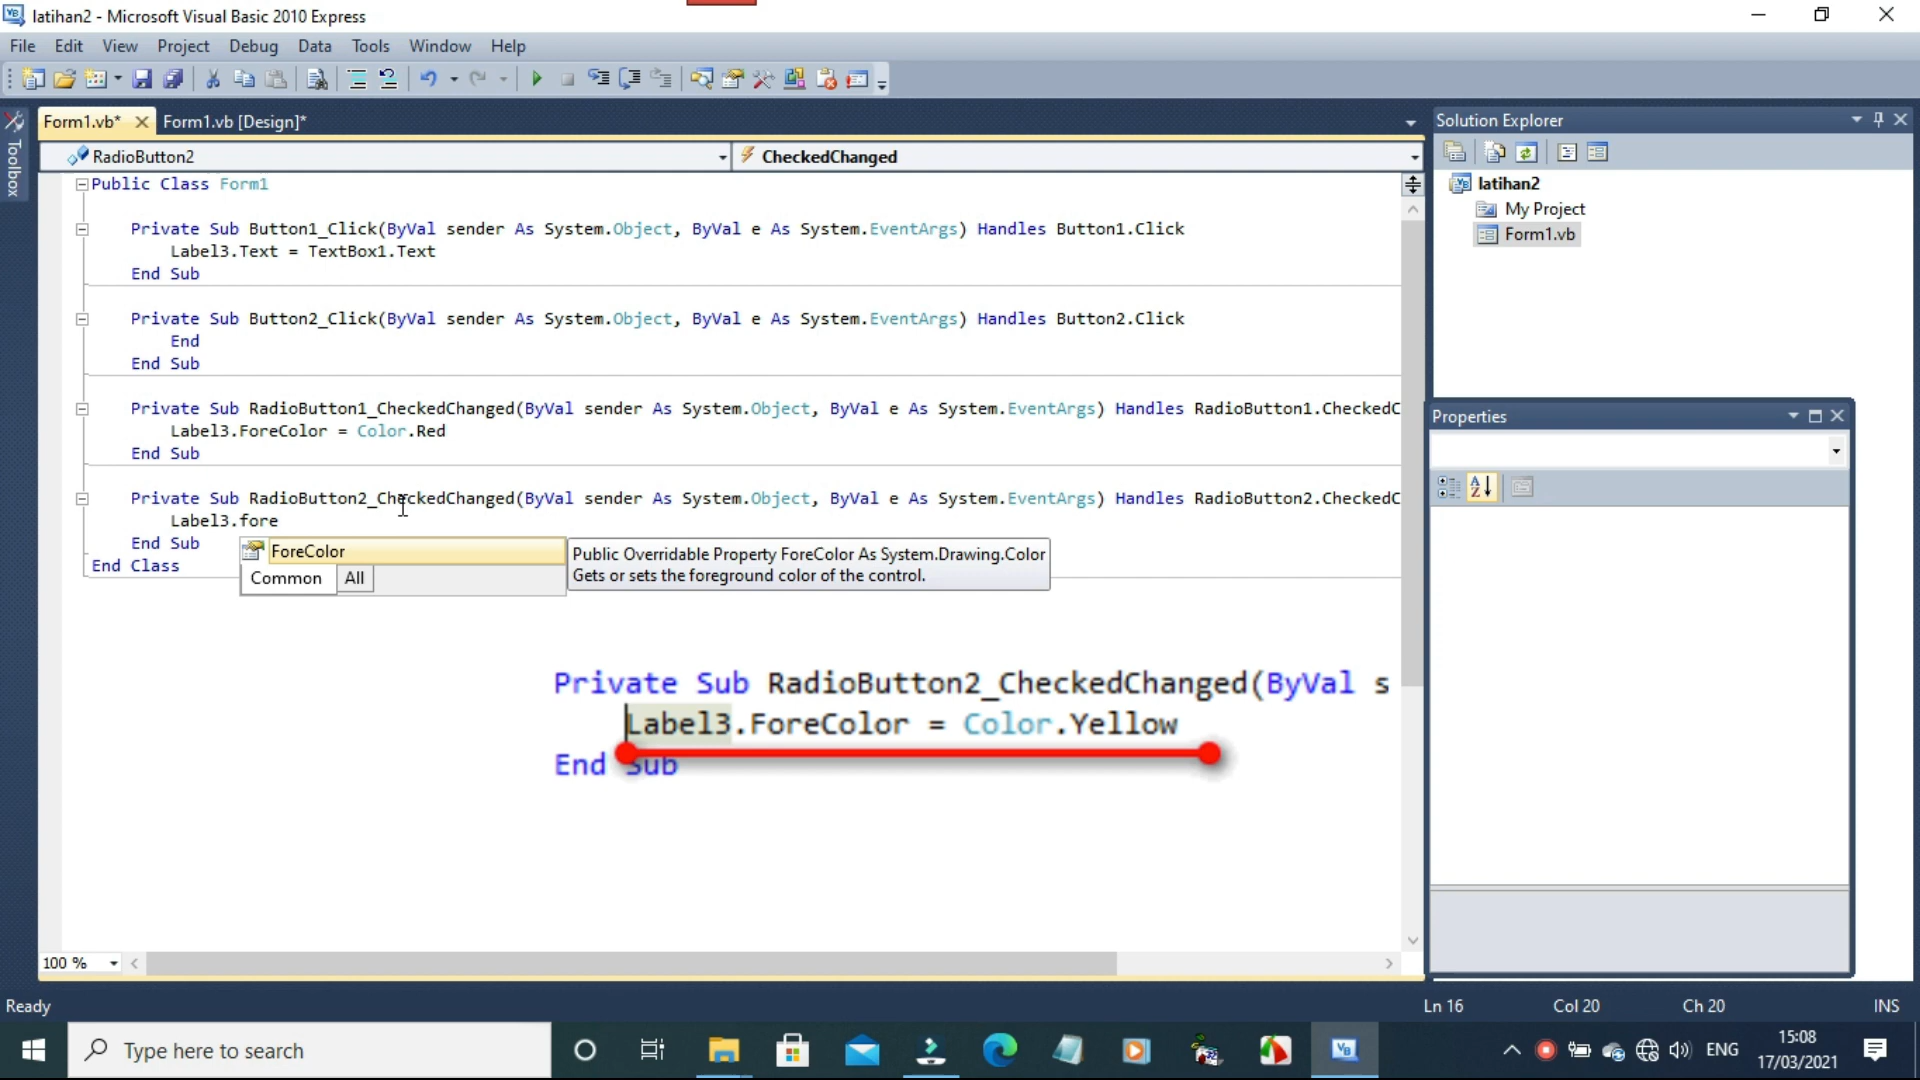 latihan2 - Microsoft Visual Basic 2010 Express
File Edit View Project Debug Data Tools Window Help
Form1.vb* Form1.vb [Design]*
Toolbox
RadioButton2 CheckedChanged
Public Class Form1
Private Sub Button1_Click(ByVal sender As System.Object, ByVal e As System.EventArgs) Handles Button1.Click
Label3.Text = TextBox1.Text
End Sub
Private Sub Button2_Click(ByVal sender As System.Object, ByVal e As System.EventArgs) Handles Button2.Click
End
End Sub
Private Sub RadioButton1_CheckedChanged(ByVal sender As System.Object, ByVal e As System.EventArgs) Handles RadioButton1.CheckedC
Label3.ForeColor = Color.Red
End Sub
Private Sub RadioButton2_CheckedChanged(ByVal sender As System.Object, ByVal e As System.EventArgs) Handles RadioButton2.CheckedC
Label3.fore
End Sub
End Class
ForeColor
Common All
Public Overridable Property ForeColor As System.Drawing.Color
Gets or sets the foreground color of the control.
Private Sub RadioButton2_CheckedChanged(ByVal s
Label3.ForeColor = Color.Yellow
End Sub
100 %
Solution Explorer
latihan2
My Project
Form1.vb
Properties
Ready Ln 16 Col 20 Ch 20 INS
Type here to search
ENG
15:08
17/03/2021